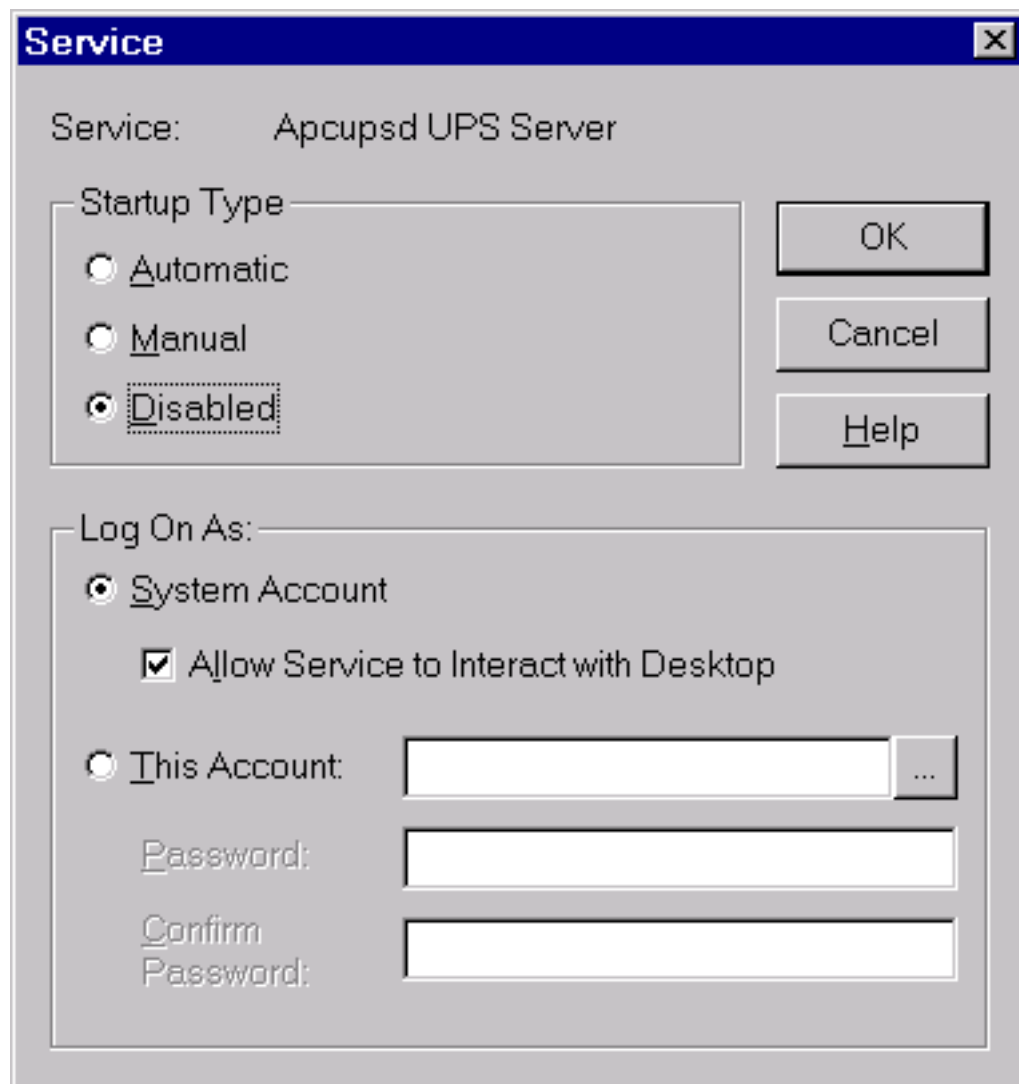 Service
Service: Apcupsd UPS Server
Startup Type
Automatic
Manual
Disabled
OK
Cancel
Help
Log On As:
System Account
Allow Service to Interact with Desktop
This Account:
...
Password:
Confirm
Password: